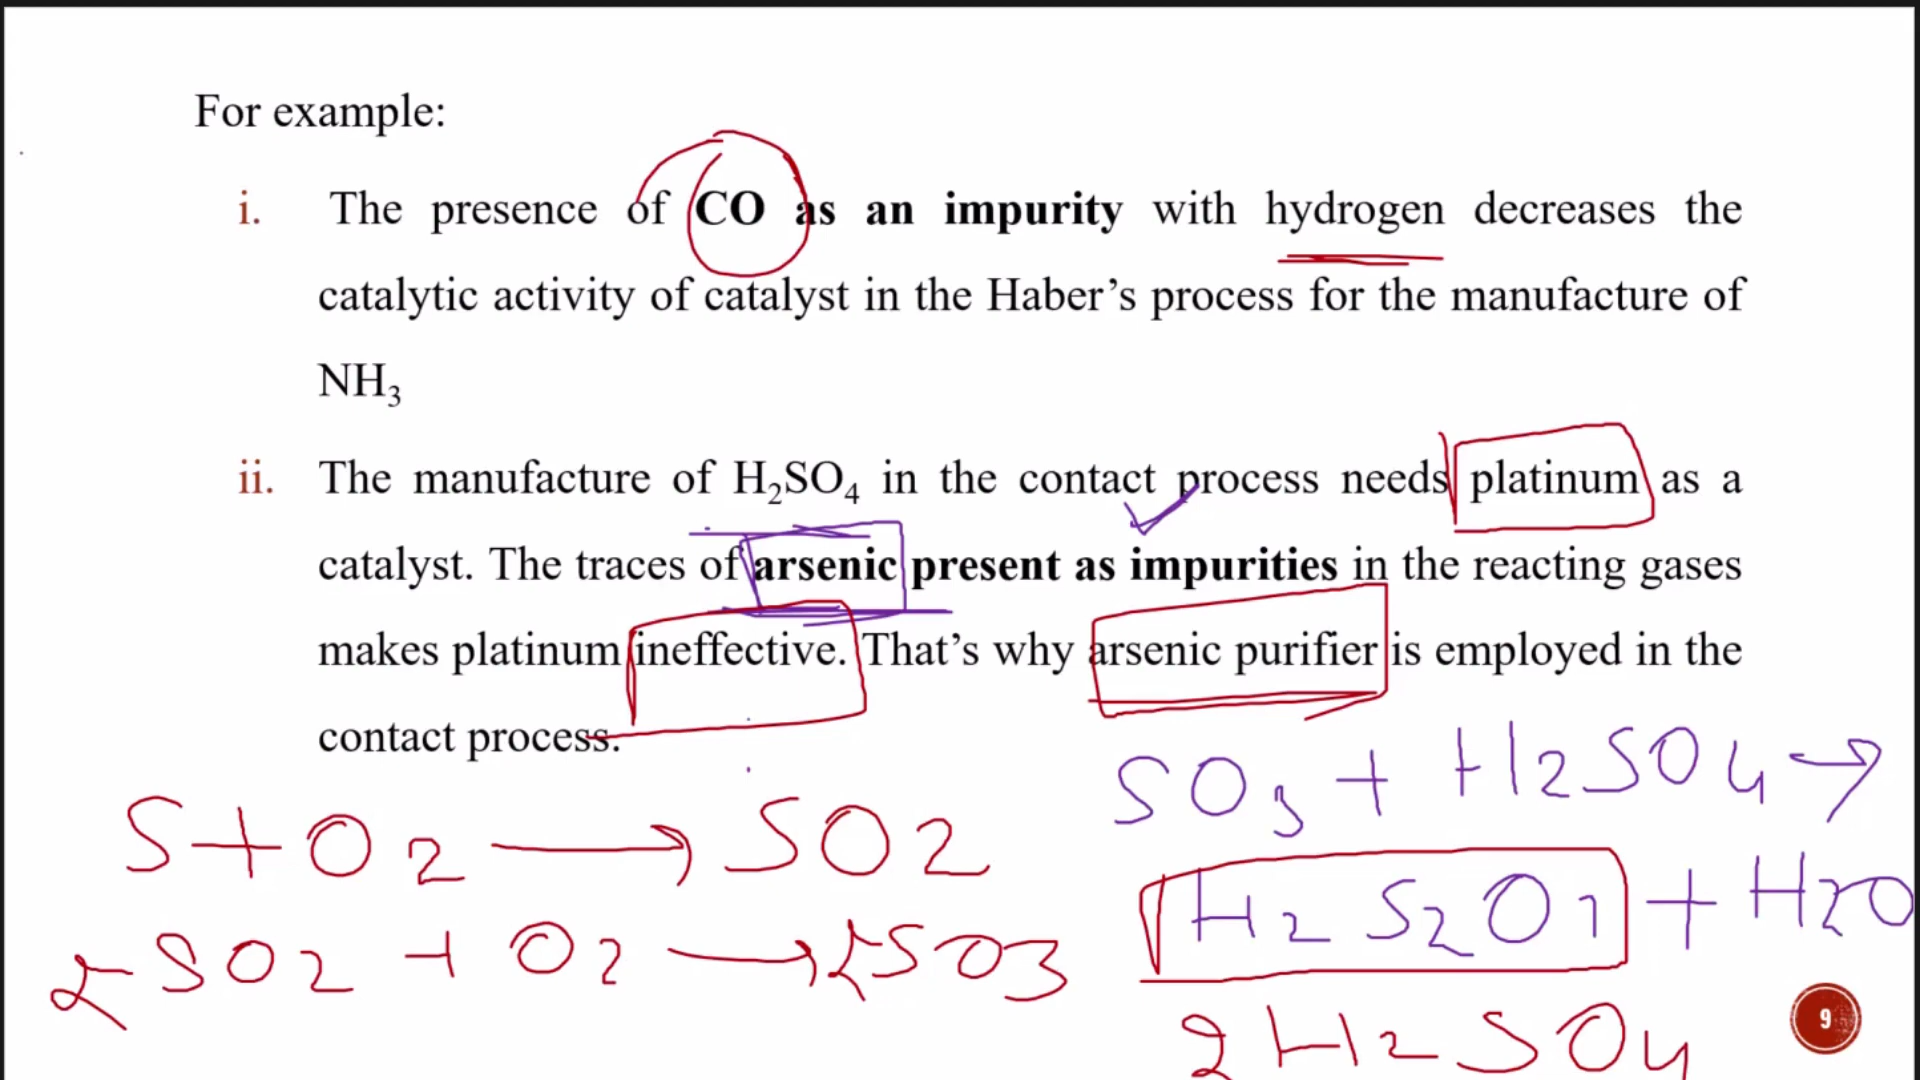 For example:
i. The presence of CO as an impurity with hydrogen decreases the
catalytic activity of catalyst in the Haber’s process for the manufacture of
NH₃
ii. The manufacture of H₂SO₄ in the contact process needs platinum as a
catalyst. The traces of arsenic present as impurities in the reacting gases
makes platinum ineffective. That’s why arsenic purifier is employed in the
contact process.
SO3 + H2SO4 →
S + O2 → SO2
H2S2O7 + H2O
2SO2 + O2 → 2SO3
2H2SO4
9